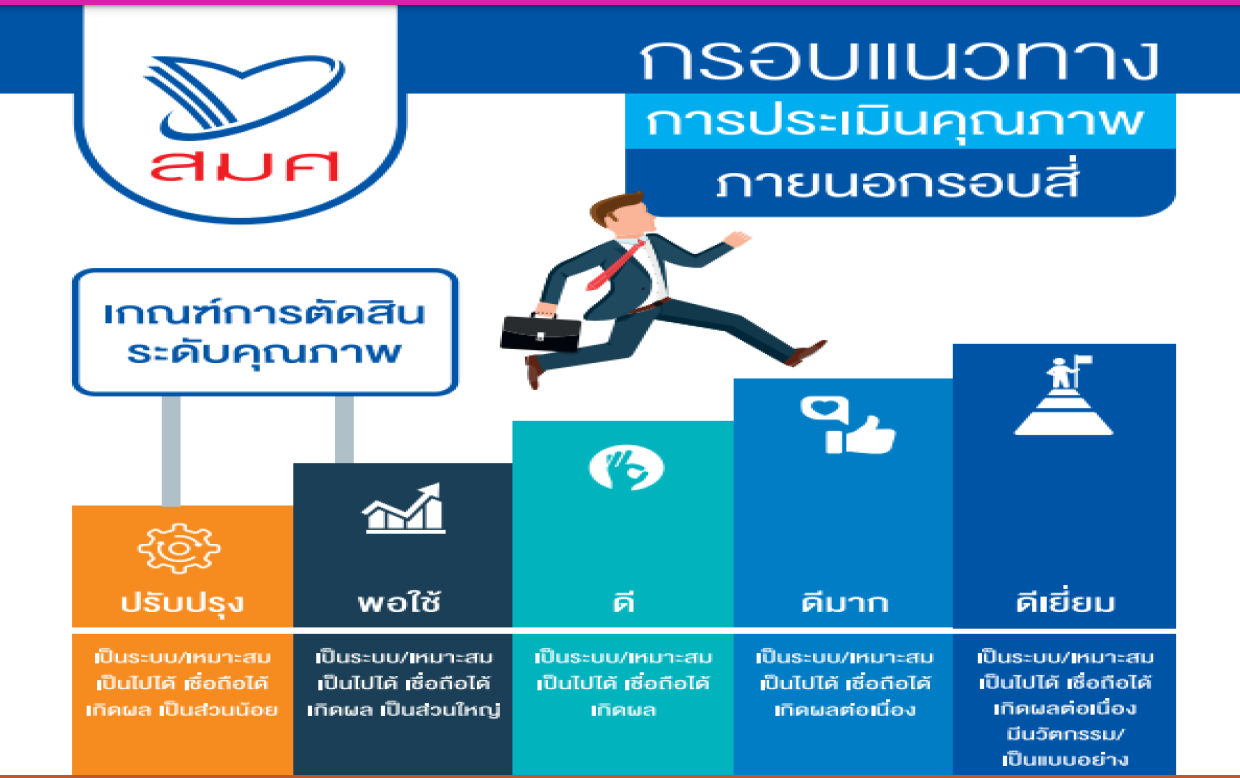 สมศ
กรอบแนวทาง
การประเมินคุณภาพ
ภายนอกรอบสี่
เกณฑ์การตัดสิน
ระดับคุณภาพ
ปรับปรุง
เป็นระบบ/เหมาะสม
เป็นไปได้ เชื่อถือได้
เกิดผล เป็นส่วนน้อย
พอใช้
เป็นระบบ/เหมาะสม
เป็นไปได้ เชื่อถือได้
เกิดผล เป็นส่วนใหญ่
ดี
เป็นระบบ/เหมาะสม
เป็นไปได้ เชื่อถือได้
เกิดผล
ดีมาก
เป็นระบบ/เหมาะสม
เป็นไปได้ เชื่อถือได้
เกิดผลต่อเนื่อง
ดีเยี่ยม
เป็นระบบ/เหมาะสม
เป็นไปได้ เชื่อถือได้
เกิดผลต่อเนื่อง
มีนวัตกรรม/
เป็นแบบอย่าง